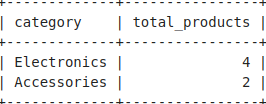 +-------------+----------------+
| category    | total_products |
+-------------+----------------+
| Electronics |              4 |
| Accessories |              2 |
+-------------+----------------+